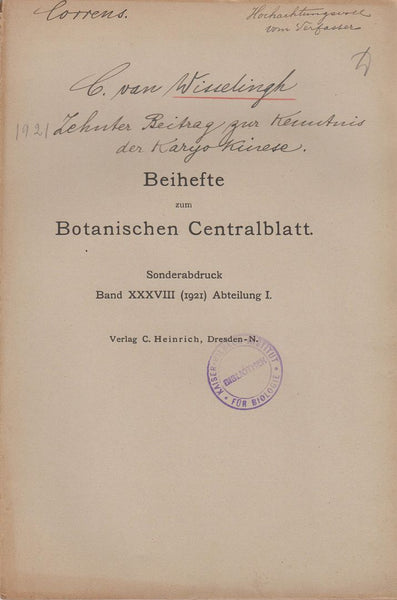 Correns.
Hochachtungsvoll
vom Verfasser
C. van Wisselingh
1921 Zehnter Beitrag zur Kenntnis
der Karyokinese.
Beihefte
zum
Botanischen Centralblatt.
Sonderabdruck
Band XXXVIII (1921) Abteilung I.
Verlag C. Heinrich, Dresden-N.
KAISER-WILHELM-INSTITUT
BIBLIOTHEK
* FÜR BIOLOGIE *